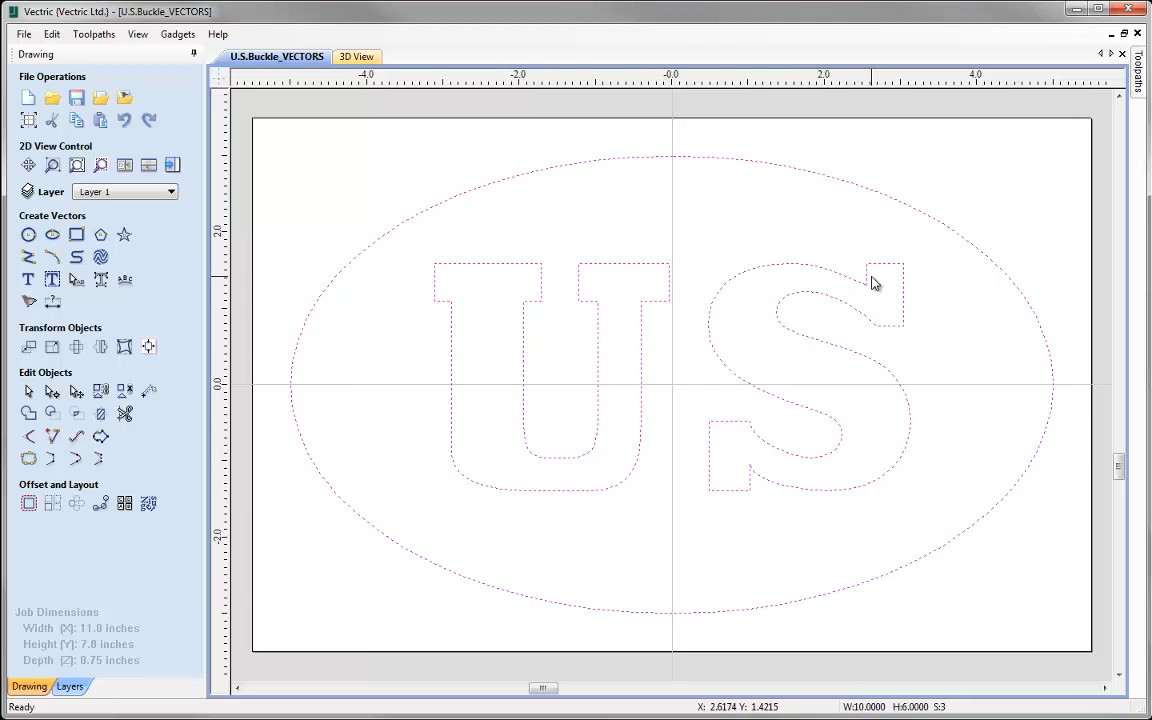 Vectric {Vectric Ltd.} - [U.S.Buckle_VECTORS]
File Edit Toolpaths View Gadgets Help
Drawing
U.S.Buckle_VECTORS 3D View
Toolpaths
File Operations
-4.0 -2.0 -0.0 2.0 4.0
2.0
0.0
-2.0
2D View Control
Layer Layer 1
Create Vectors
Transform Objects
Edit Objects
Offset and Layout
US
Job Dimensions
Width (X): 11.0 inches
Height (Y): 7.0 inches
Depth (Z): 0.75 inches
Drawing Layers
Ready X: 2.6174 Y: 1.4215 W:10.0000 H:6.0000 S:3